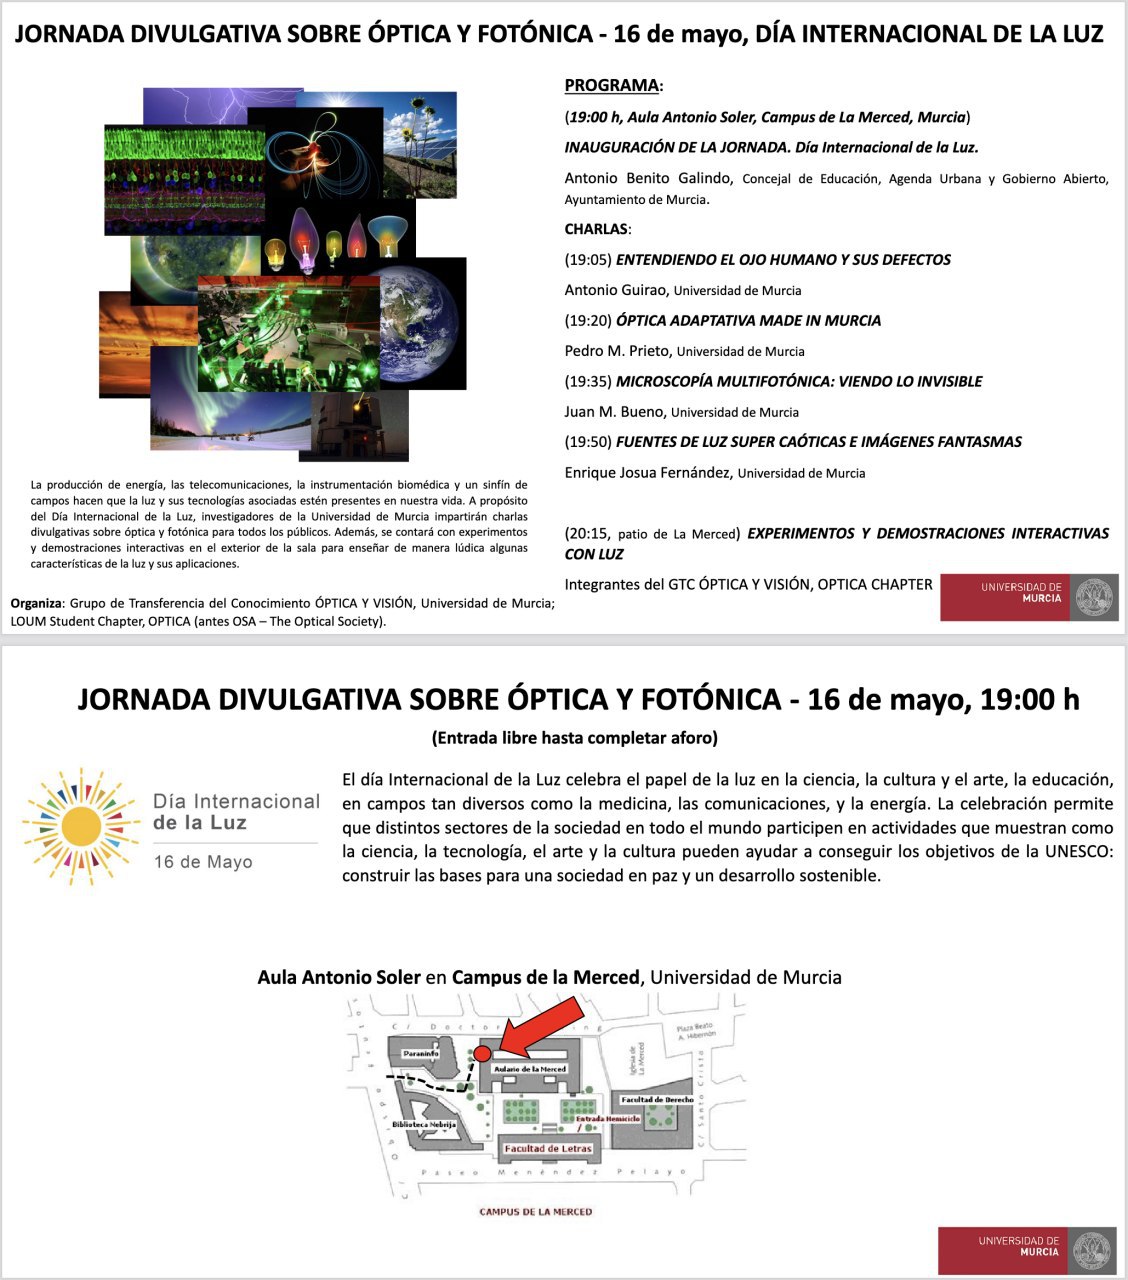 JORNADA DIVULGATIVA SOBRE ÓPTICA Y FOTÓNICA - 16 de mayo, DÍA INTERNACIONAL DE LA LUZ
La producción de energía, las telecomunicaciones, la instrumentación biomédica y un sinfín de
campos hacen que la luz y sus tecnologías asociadas estén presentes en nuestra vida. A propósito
del Día Internacional de la Luz, investigadores de la Universidad de Murcia impartirán charlas
divulgativas sobre óptica y fotónica para todos los públicos. Además, se contará con experimentos
y demostraciones interactivas en el exterior de la sala para enseñar de manera lúdica algunas
características de la luz y sus aplicaciones.
Organiza: Grupo de Transferencia del Conocimiento ÓPTICA Y VISIÓN, Universidad de Murcia;
LOUM Student Chapter, OPTICA (antes OSA – The Optical Society).
PROGRAMA:
(19:00 h, Aula Antonio Soler, Campus de La Merced, Murcia)
INAUGURACIÓN DE LA JORNADA. Día Internacional de la Luz.
Antonio Benito Galindo, Concejal de Educación, Agenda Urbana y Gobierno Abierto,
Ayuntamiento de Murcia.
CHARLAS:
(19:05) ENTENDIENDO EL OJO HUMANO Y SUS DEFECTOS
Antonio Guirao, Universidad de Murcia
(19:20) ÓPTICA ADAPTATIVA MADE IN MURCIA
Pedro M. Prieto, Universidad de Murcia
(19:35) MICROSCOPÍA MULTIFOTÓNICA: VIENDO LO INVISIBLE
Juan M. Bueno, Universidad de Murcia
(19:50) FUENTES DE LUZ SUPER CAÓTICAS E IMÁGENES FANTASMAS
Enrique Josua Fernández, Universidad de Murcia
(20:15, patio de La Merced) EXPERIMENTOS Y DEMOSTRACIONES INTERACTIVAS
CON LUZ
Integrantes del GTC ÓPTICA Y VISIÓN, OPTICA CHAPTER
UNIVERSIDAD DE
MURCIA
JORNADA DIVULGATIVA SOBRE ÓPTICA Y FOTÓNICA - 16 de mayo, 19:00 h
(Entrada libre hasta completar aforo)
Día Internacional
de la Luz
16 de Mayo
El día Internacional de la Luz celebra el papel de la luz en la ciencia, la cultura y el arte, la educación,
en campos tan diversos como la medicina, las comunicaciones, y la energía. La celebración permite
que distintos sectores de la sociedad en todo el mundo participen en actividades que muestran como
la ciencia, la tecnología, el arte y la cultura pueden ayudar a conseguir los objetivos de la UNESCO:
construir las bases para una sociedad en paz y un desarrollo sostenible.
Aula Antonio Soler en Campus de la Merced, Universidad de Murcia
C/ Doctor
Plaza Beato
A. Hibernón
Paraninfo
Iglesia de
La Merced
Aulario de la Merced
Facultad de Derecho
C/ Santo Cristo
Entrada Hemiciclo
Biblioteca Nebrija
Facultad de Letras
Paseo Menéndez Pelayo
CAMPUS DE LA MERCED
UNIVERSIDAD DE
MURCIA